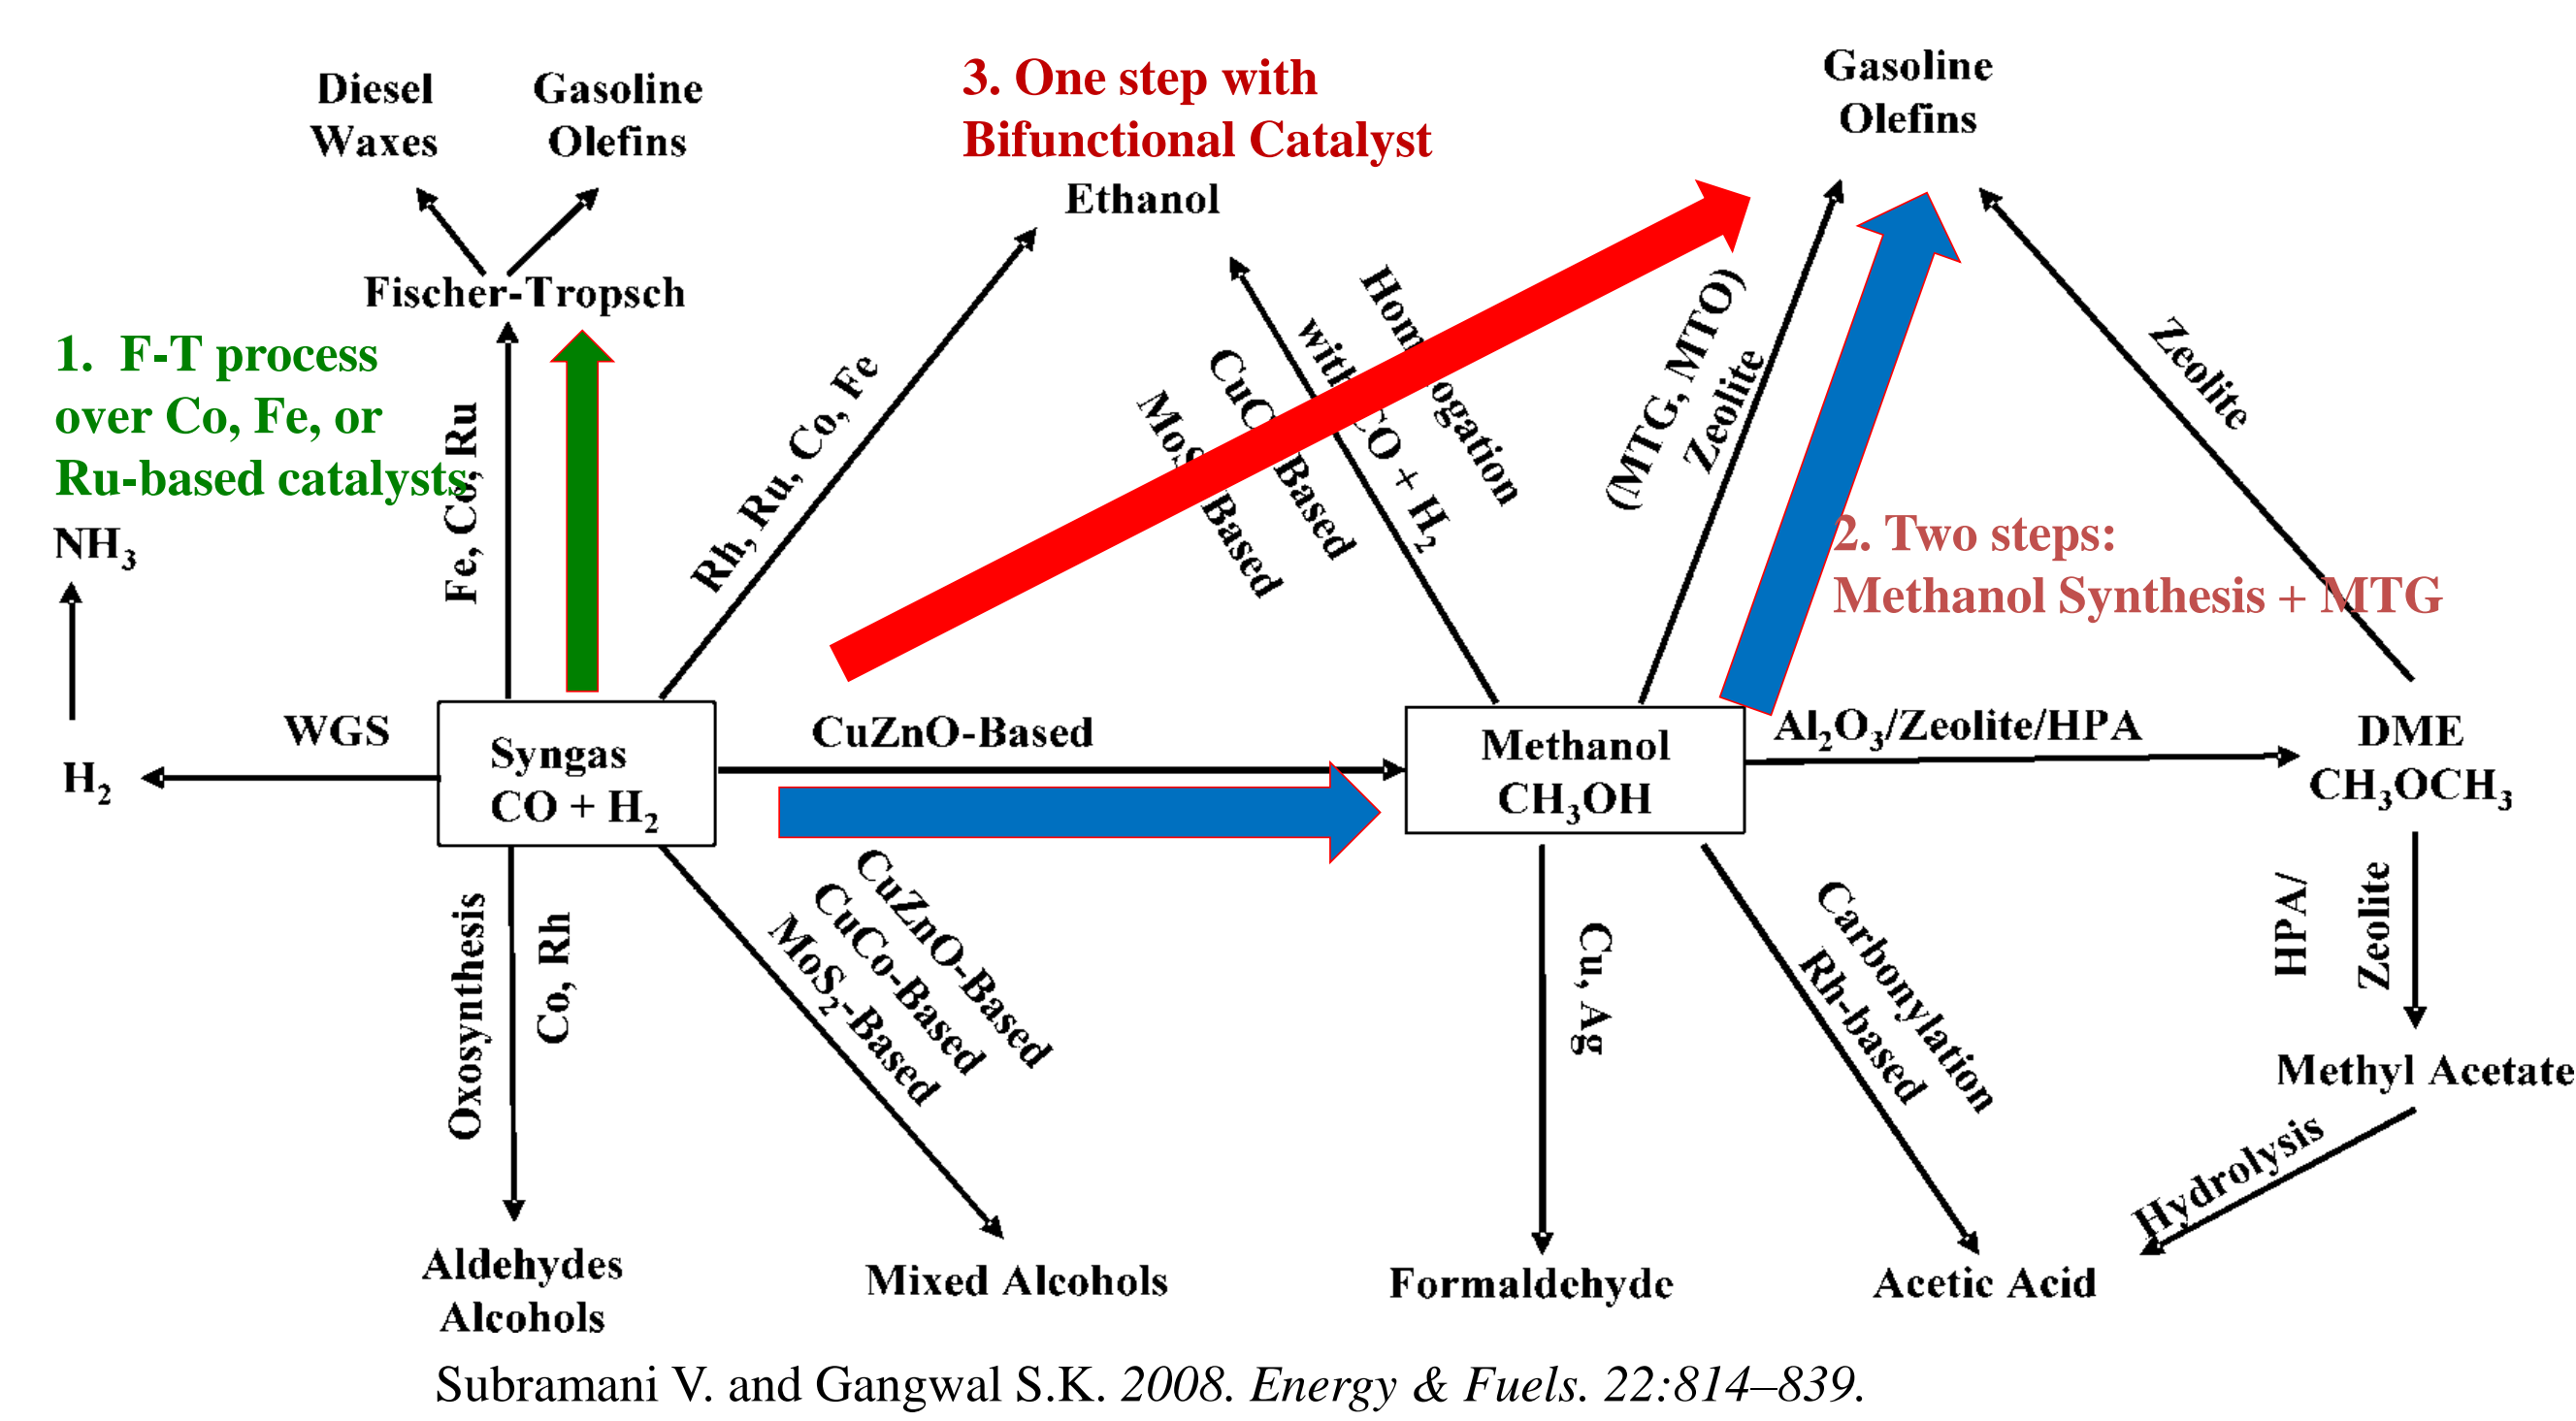 Diesel
Waxes
Gasoline
Olefins
3. One step with
Bifunctional Catalyst
Gasoline
Olefins
Ethanol
Fischer-Tropsch
1. F-T process
over Co, Fe, or
Ru-based catalysts
Fe, Co, Ru
Rh, Ru, Co, Fe
with CO + H₂
Based
Based
(MTG, MTO)
Zeolite
Zeolite
2. Two steps:
Methanol Synthesis + MTG
NH₃
H₂
WGS
Syngas
CO + H₂
CuZnO-Based
Methanol
CH₃OH
Al₂O₃/Zeolite/HPA
DME
CH₃OCH₃
Oxosynthesis
Co, Rh
CuZnO-Based
CuCo-Based
MoS₂-Based
Cu, Ag
Carbonylation
Rh-based
HPA/
Zeolite
Methyl Acetate
Hydrolysis
Aldehydes
Alcohols
Mixed Alcohols
Formaldehyde
Acetic Acid
Subramani V. and Gangwal S.K. 2008. Energy & Fuels. 22:814–839.